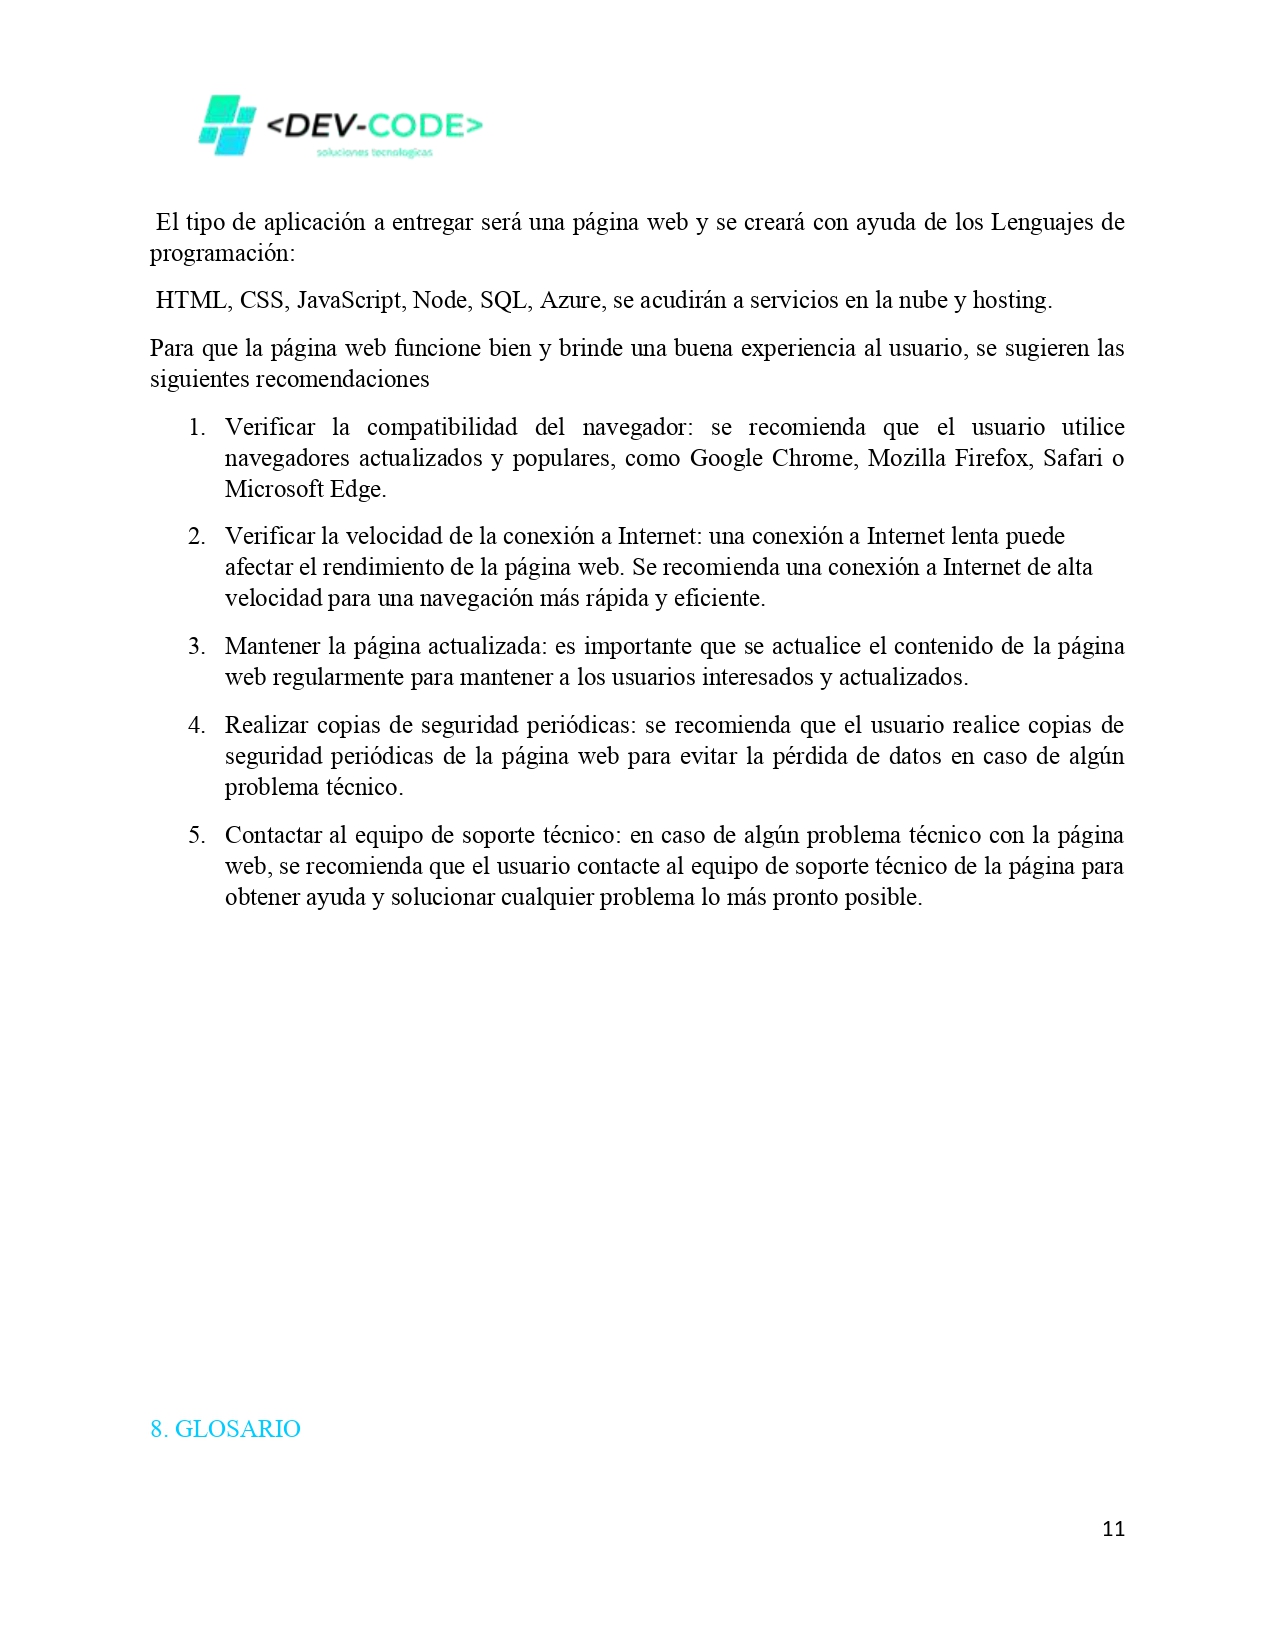 <DEV-CODE>
soluciones tecnologicas
El tipo de aplicación a entregar será una página web y se creará con ayuda de los Lenguajes de
programación:
HTML, CSS, JavaScript, Node, SQL, Azure, se acudirán a servicios en la nube y hosting.
Para que la página web funcione bien y brinde una buena experiencia al usuario, se sugieren las
siguientes recomendaciones
1. Verificar la compatibilidad del navegador: se recomienda que el usuario utilice
navegadores actualizados y populares, como Google Chrome, Mozilla Firefox, Safari o
Microsoft Edge.
2. Verificar la velocidad de la conexión a Internet: una conexión a Internet lenta puede
afectar el rendimiento de la página web. Se recomienda una conexión a Internet de alta
velocidad para una navegación más rápida y eficiente.
3. Mantener la página actualizada: es importante que se actualice el contenido de la página
web regularmente para mantener a los usuarios interesados y actualizados.
4. Realizar copias de seguridad periódicas: se recomienda que el usuario realice copias de
seguridad periódicas de la página web para evitar la pérdida de datos en caso de algún
problema técnico.
5. Contactar al equipo de soporte técnico: en caso de algún problema técnico con la página
web, se recomienda que el usuario contacte al equipo de soporte técnico de la página para
obtener ayuda y solucionar cualquier problema lo más pronto posible.
8. GLOSARIO
11